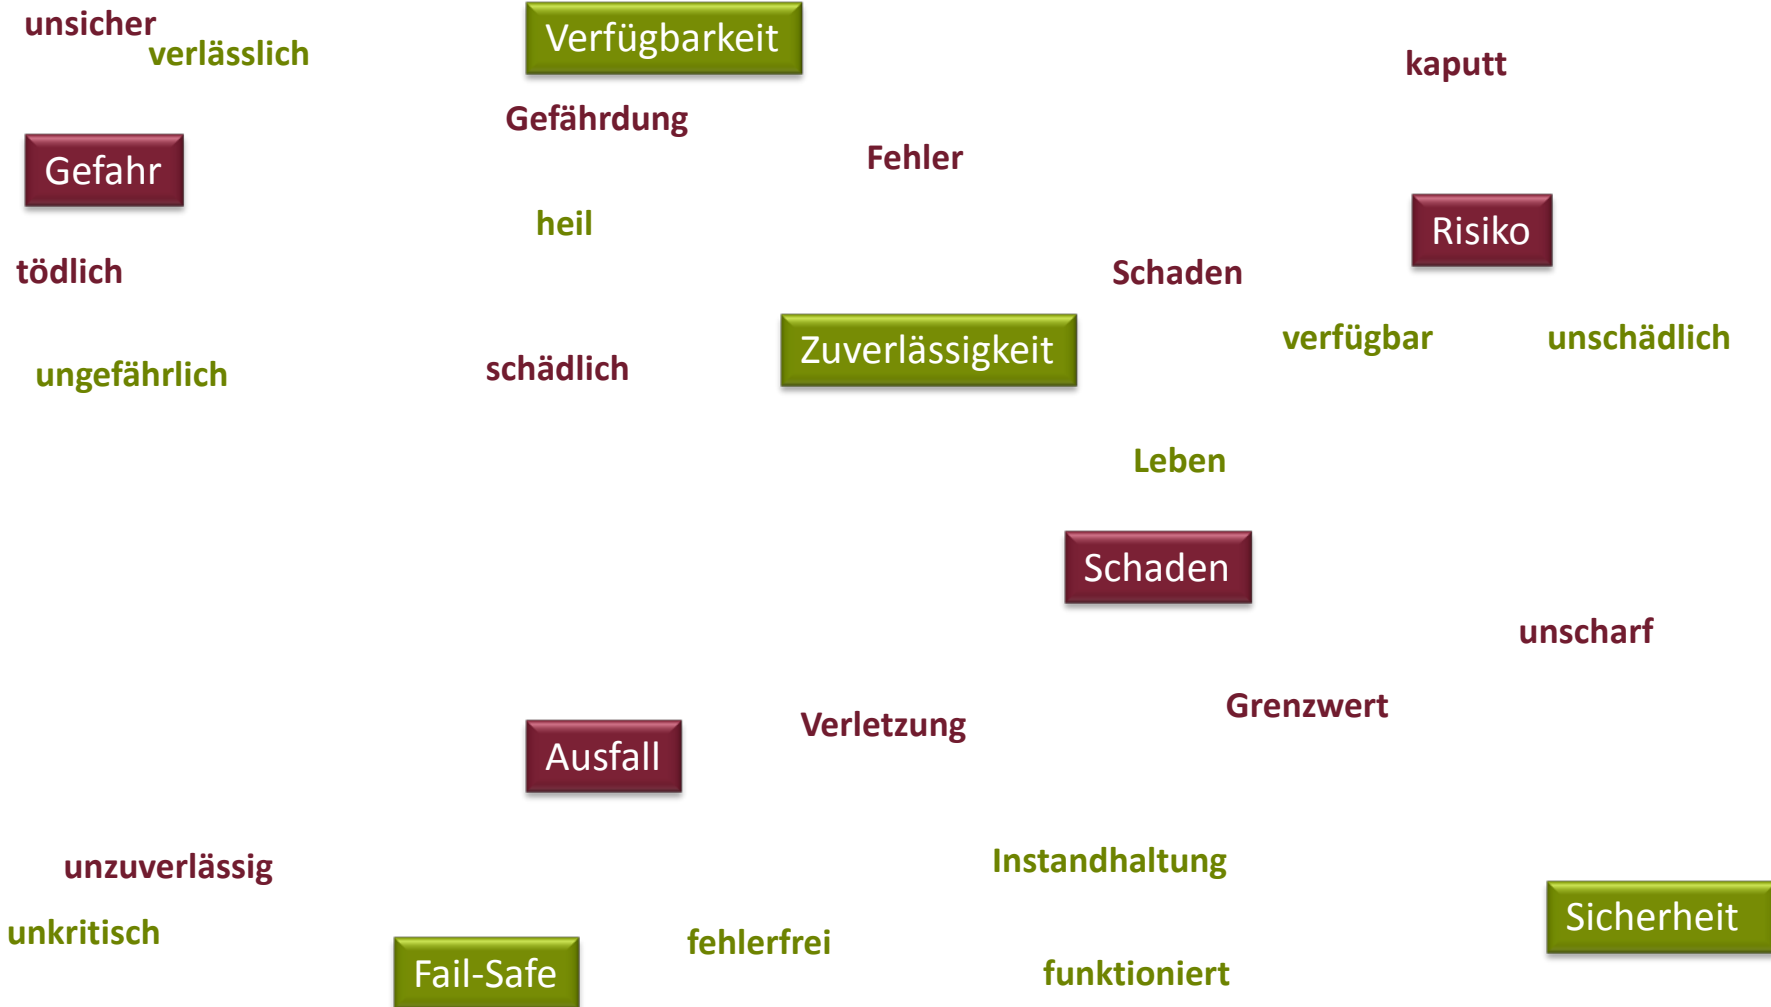 unsicher
Verfügbarkeit
verlässlich
kaputt
Gefährdung
Fehler
Gefahr
heil
Risiko
tödlich
Schaden
verfügbar
unschädlich
Zuverlässigkeit
ungefährlich
schädlich
Leben
Schaden
unscharf
Grenzwert
Verletzung
Ausfall
Instandhaltung
unzuverlässig
Sicherheit
unkritisch
fehlerfrei
Fail-Safe
funktioniert